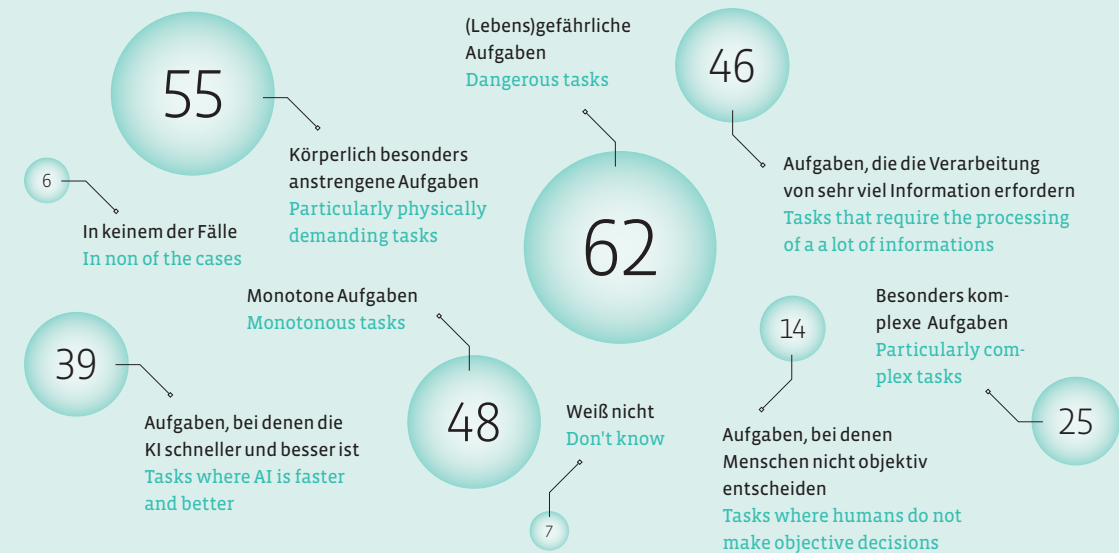 55
Körperlich besonders
anstrengene Aufgaben
Particularly physically
demanding tasks
(Lebens)gefährliche
Aufgaben
Dangerous tasks
62
46
Aufgaben, die die Verarbeitung
von sehr viel Information erfordern
Tasks that require the processing
of a a lot of informations
6
In keinem der Fälle
In non of the cases
Monotone Aufgaben
Monotonous tasks
48
39
Aufgaben, bei denen die
KI schneller und besser ist
Tasks where AI is faster
and better
Weiß nicht
Don't know
7
14
Aufgaben, bei denen
Menschen nicht objektiv
entscheiden
Tasks where humans do not
make objective decisions
Besonders kom-
plexe Aufgaben
Particularly com-
plex tasks
25